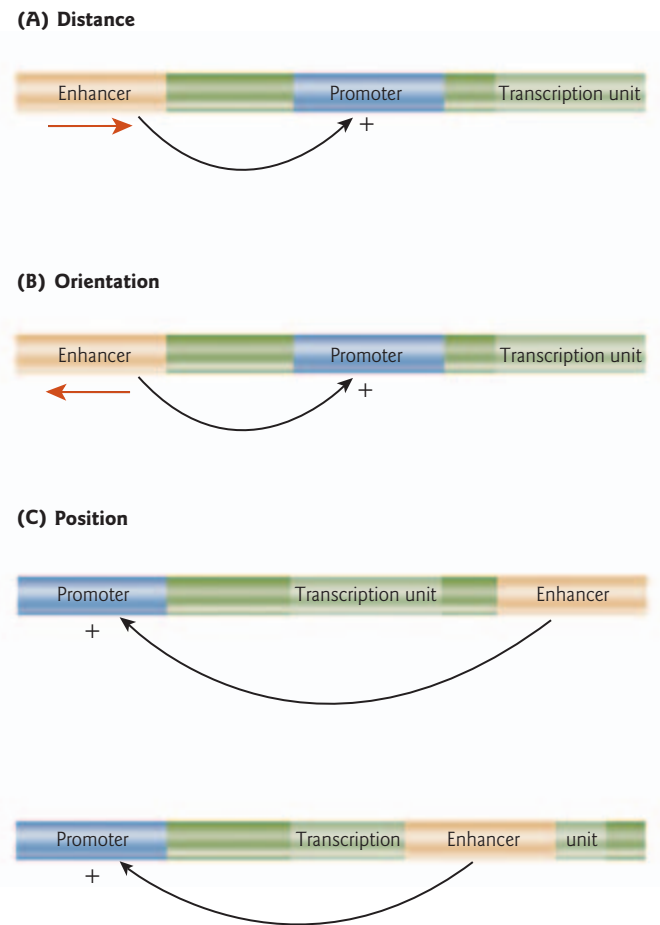 (A) Distance
Enhancer Promoter Transcription unit
+
(B) Orientation
Enhancer Promoter Transcription unit
+
(C) Position
Promoter Transcription unit Enhancer
+
Promoter Transcription Enhancer unit
+